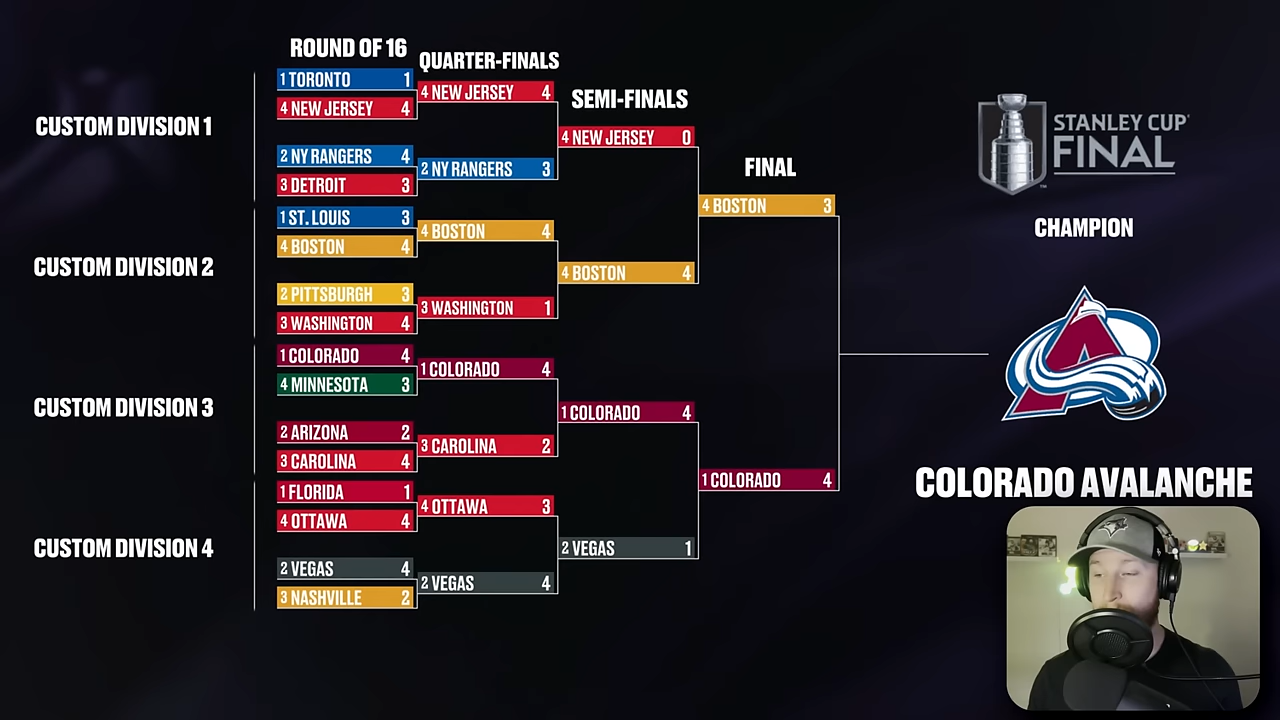 ROUND OF 16
QUARTER-FINALS
SEMI-FINALS
FINAL
CUSTOM DIVISION 1
1 TORONTO 1
4 NEW JERSEY 4
2 NY RANGERS 4
3 DETROIT 3
CUSTOM DIVISION 2
1 ST. LOUIS 3
4 BOSTON 4
2 PITTSBURGH 3
3 WASHINGTON 4
CUSTOM DIVISION 3
1 COLORADO 4
4 MINNESOTA 3
2 ARIZONA 2
3 CAROLINA 4
CUSTOM DIVISION 4
1 FLORIDA 1
4 OTTAWA 4
2 VEGAS 4
3 NASHVILLE 2
4 NEW JERSEY 4
2 NY RANGERS 3
4 BOSTON 4
3 WASHINGTON 1
1 COLORADO 4
3 CAROLINA 2
4 OTTAWA 3
2 VEGAS 4
4 NEW JERSEY 0
4 BOSTON 4
1 COLORADO 4
2 VEGAS 1
4 BOSTON 3
1 COLORADO 4
STANLEY CUP
FINAL
CHAMPION
COLORADO AVALANCHE